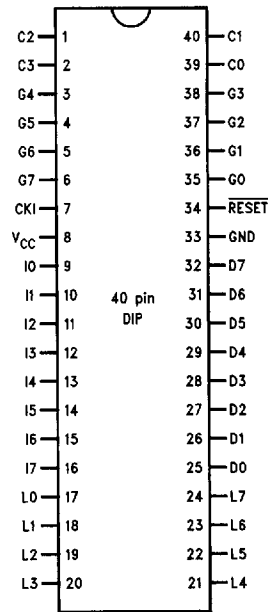 C2 1 40 C1
C3 2 39 C0
G4 3 38 G3
G5 4 37 G2
G6 5 36 G1
G7 6 35 G0
CKI 7 34 RESET
VCC 8 33 GND
I0 9 32 D7
I1 10 31 D6
I2 11 40 pin 30 D5
DIP
I3 12 29 D4
I4 13 28 D3
I5 14 27 D2
I6 15 26 D1
I7 16 25 D0
L0 17 24 L7
L1 18 23 L6
L2 19 22 L5
L3 20 21 L4